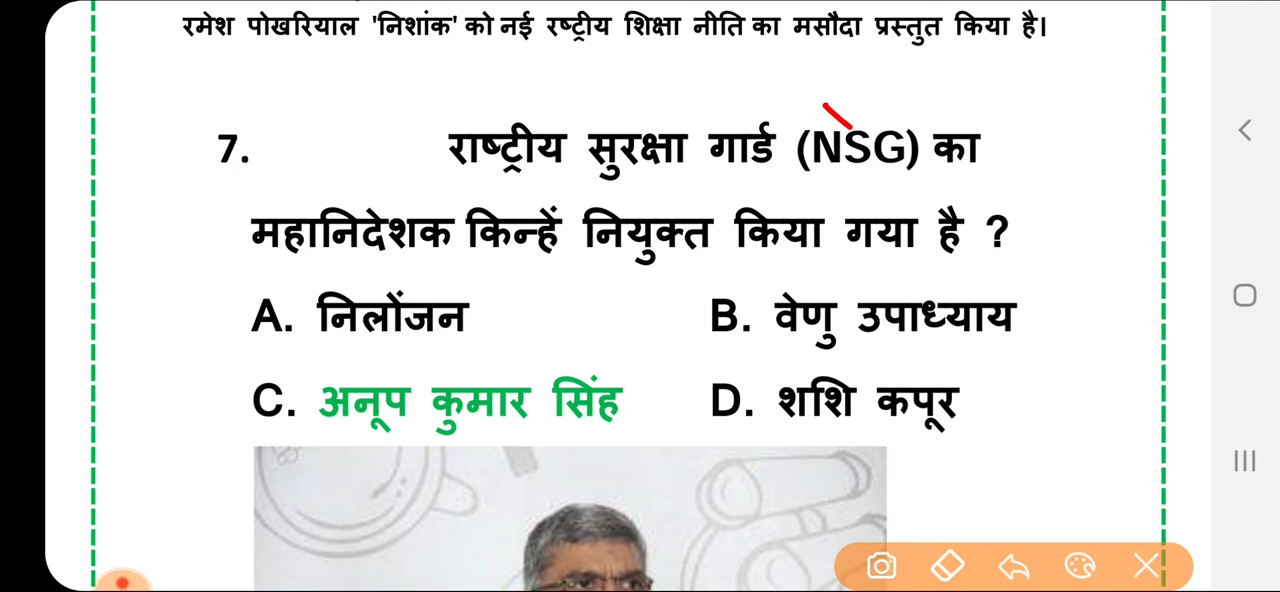 रमेश पोखरियाल 'निशांक' को नई रष्ट्रीय शिक्षा नीति का मसौदा प्रस्तुत किया है।
7. राष्ट्रीय सुरक्षा गार्ड (NSG) का
महानिदेशक किन्हें नियुक्त किया गया है ?
A. निलोंजन B. वेणु उपाध्याय
C. अनूप कुमार सिंह D. शशि कपूर